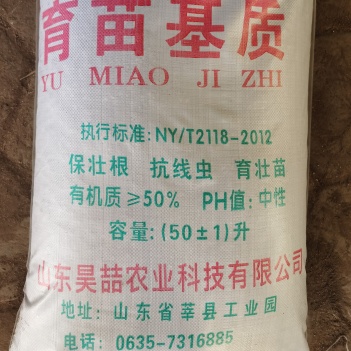 育苗基质
YU MIAO JI ZHI
执行标准:NY/T2118-2012
保壮根 抗线虫 育壮苗
有机质≥50% PH值:中性
容量:(50±1)升
山东昊喆农业科技有限公司
地址:山东省莘县工业园
电话:0635-7316885